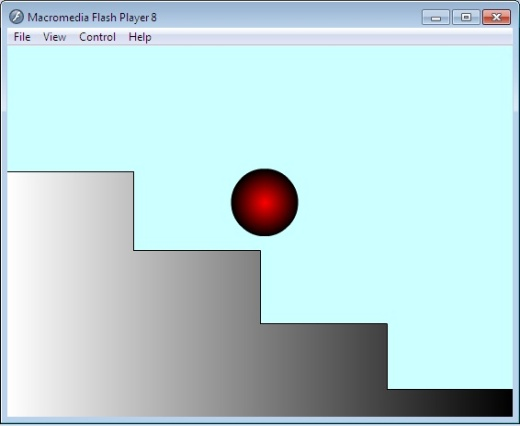 Macromedia Flash Player 8
File View Control Help